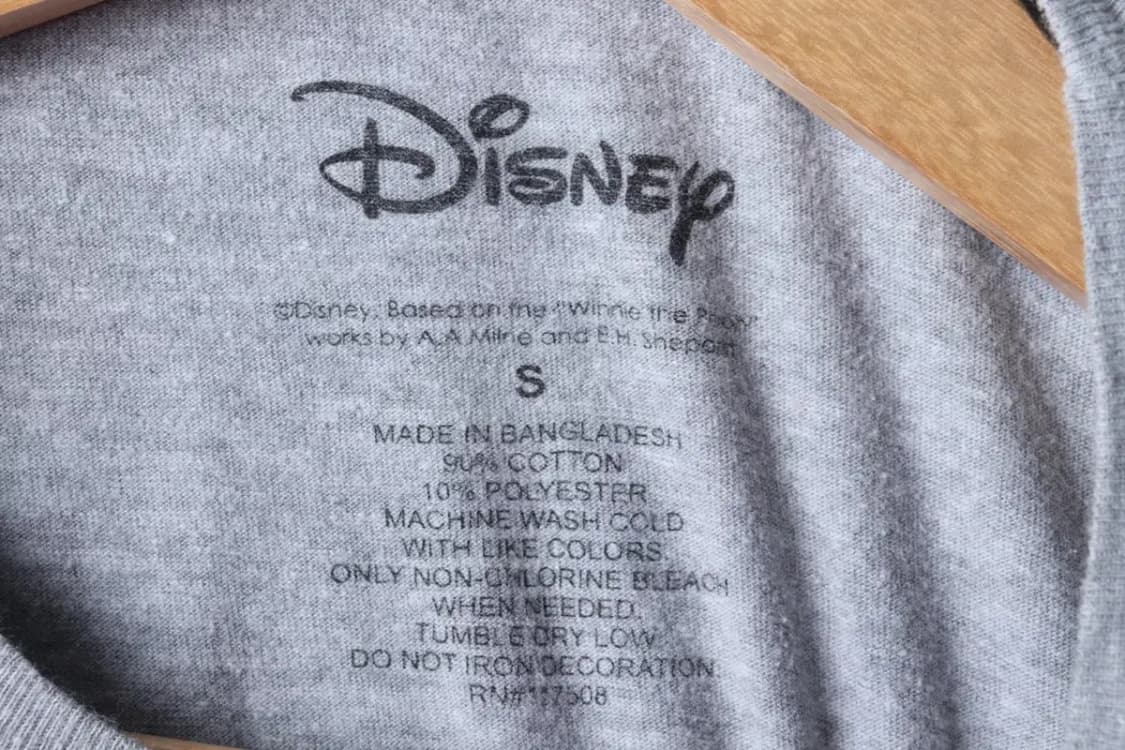 Disney
©Disney. Based on the "Winnie the Pooh"
works by A.A Milne and E.H. Shepard
S
MADE IN BANGLADESH
90% COTTON
10% POLYESTER
MACHINE WASH COLD
WITH LIKE COLORS.
ONLY NON-CHLORINE BLEACH
WHEN NEEDED.
TUMBLE DRY LOW
DO NOT IRON DECORATION.